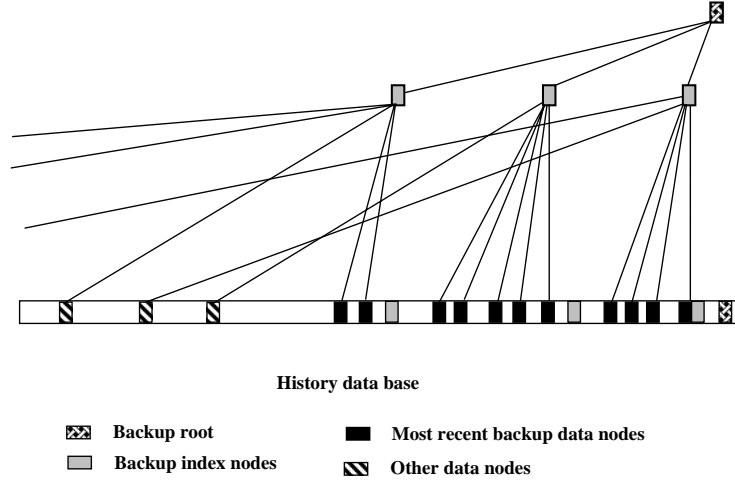 History data base
Backup root
Most recent backup data nodes
Backup index nodes
Other data nodes